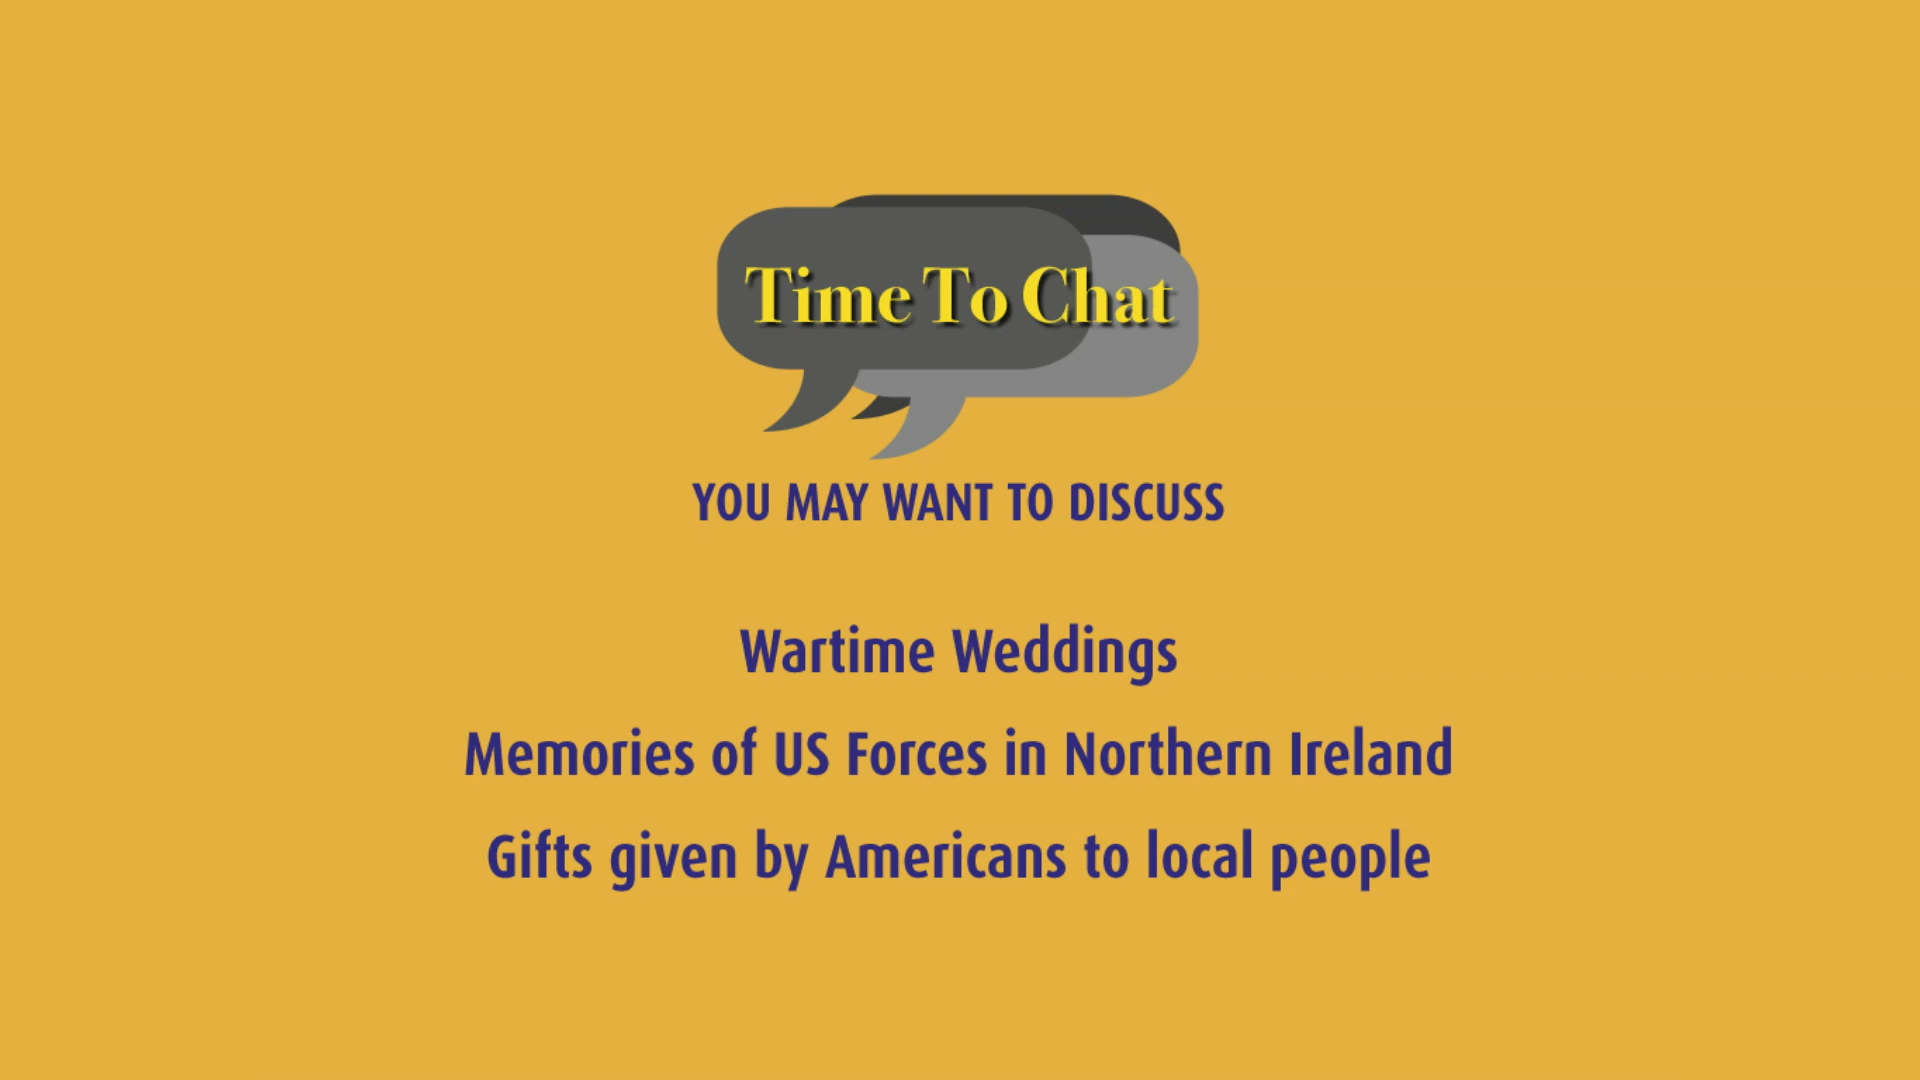 Time To Chat
YOU MAY WANT TO DISCUSS
Wartime Weddings
Memories of US Forces in Northern Ireland
Gifts given by Americans to local people